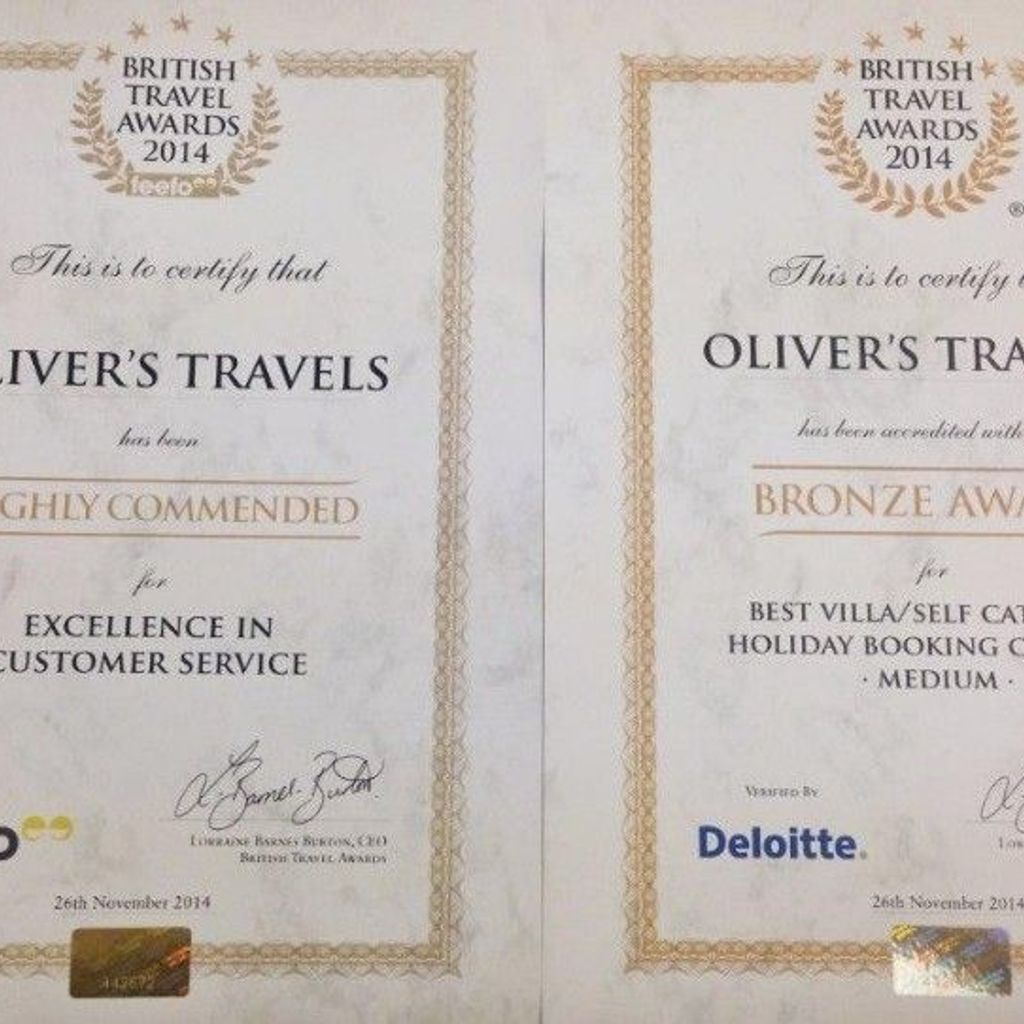 BRITISH
TRAVEL
AWARDS
2014
feefo
This is to certify that
LIVER'S TRAVELS
has been
GHLY COMMENDED
for
EXCELLENCE IN
CUSTOMER SERVICE
o
LORRAINE BARNES BURTON, CEO
BRITISH TRAVEL AWARDS
26th November 2014
BRITISH
TRAVEL
AWARDS
2014
®
This is to certify
OLIVER'S TRA
has been accredited with
BRONZE AWA
for
BEST VILLA/SELF CAT
HOLIDAY BOOKING C
· MEDIUM ·
VERIFIED BY
Deloitte.
26th November 2014